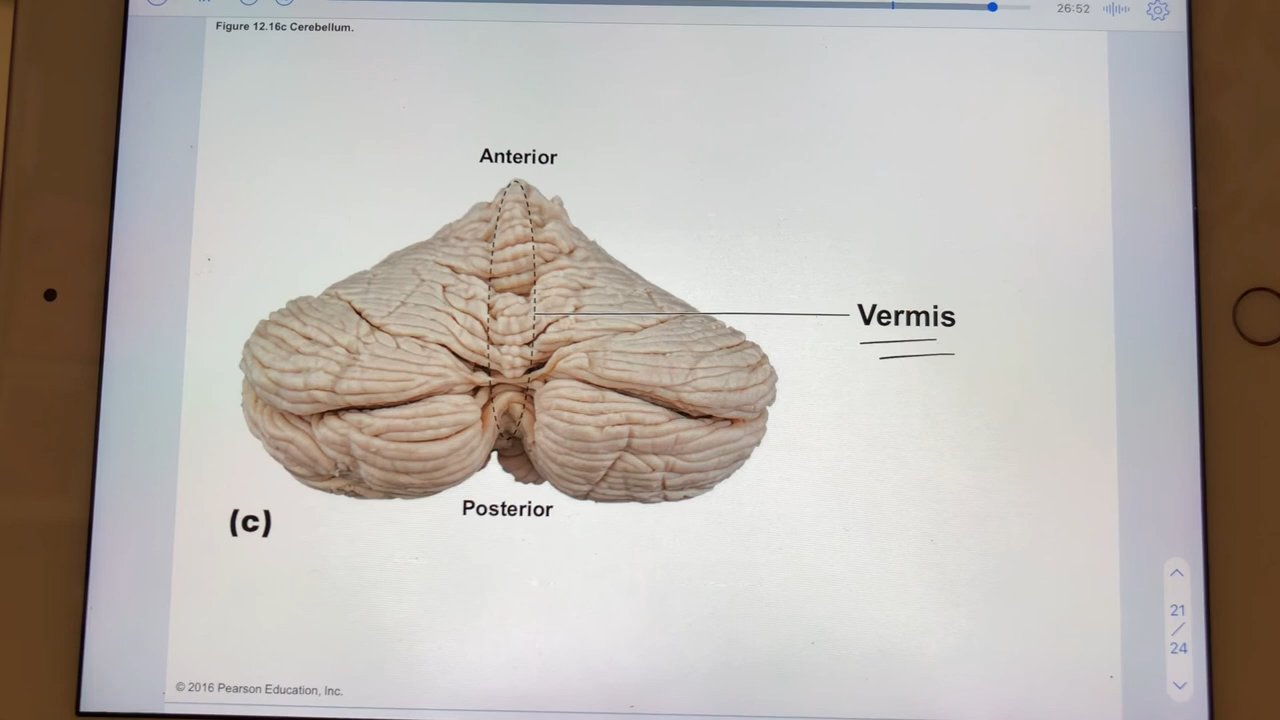 26:52
Figure 12.16c Cerebellum.
Anterior
Vermis
Posterior
(c)
21
/
24
© 2016 Pearson Education, Inc.